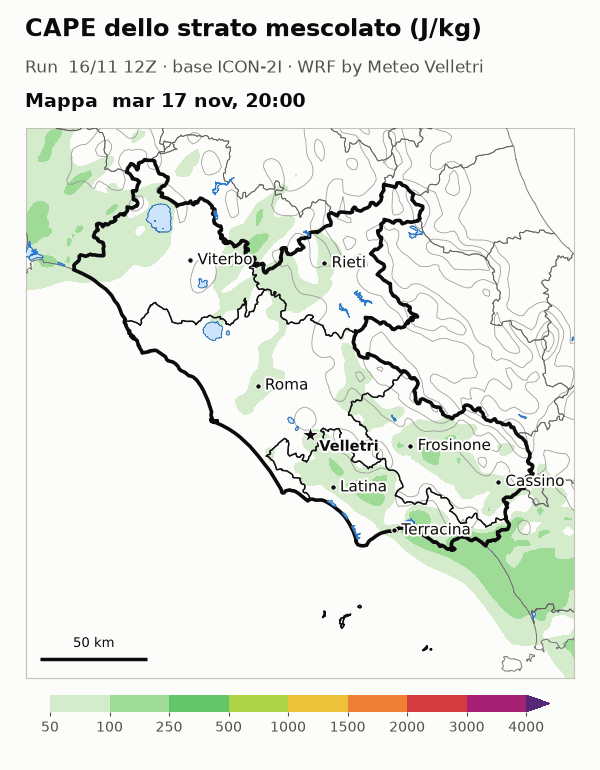 CAPE dello strato mescolato (J/kg)
Run  16/11 12Z · base ICON-2I · WRF by Meteo Velletri
Mappa  mar 17 nov, 20:00
Viterbo
Rieti
Roma
Velletri
Frosinone
Latina
Cassino
Terracina
50 km
50 100 250 500 1000 1500 2000 3000 4000